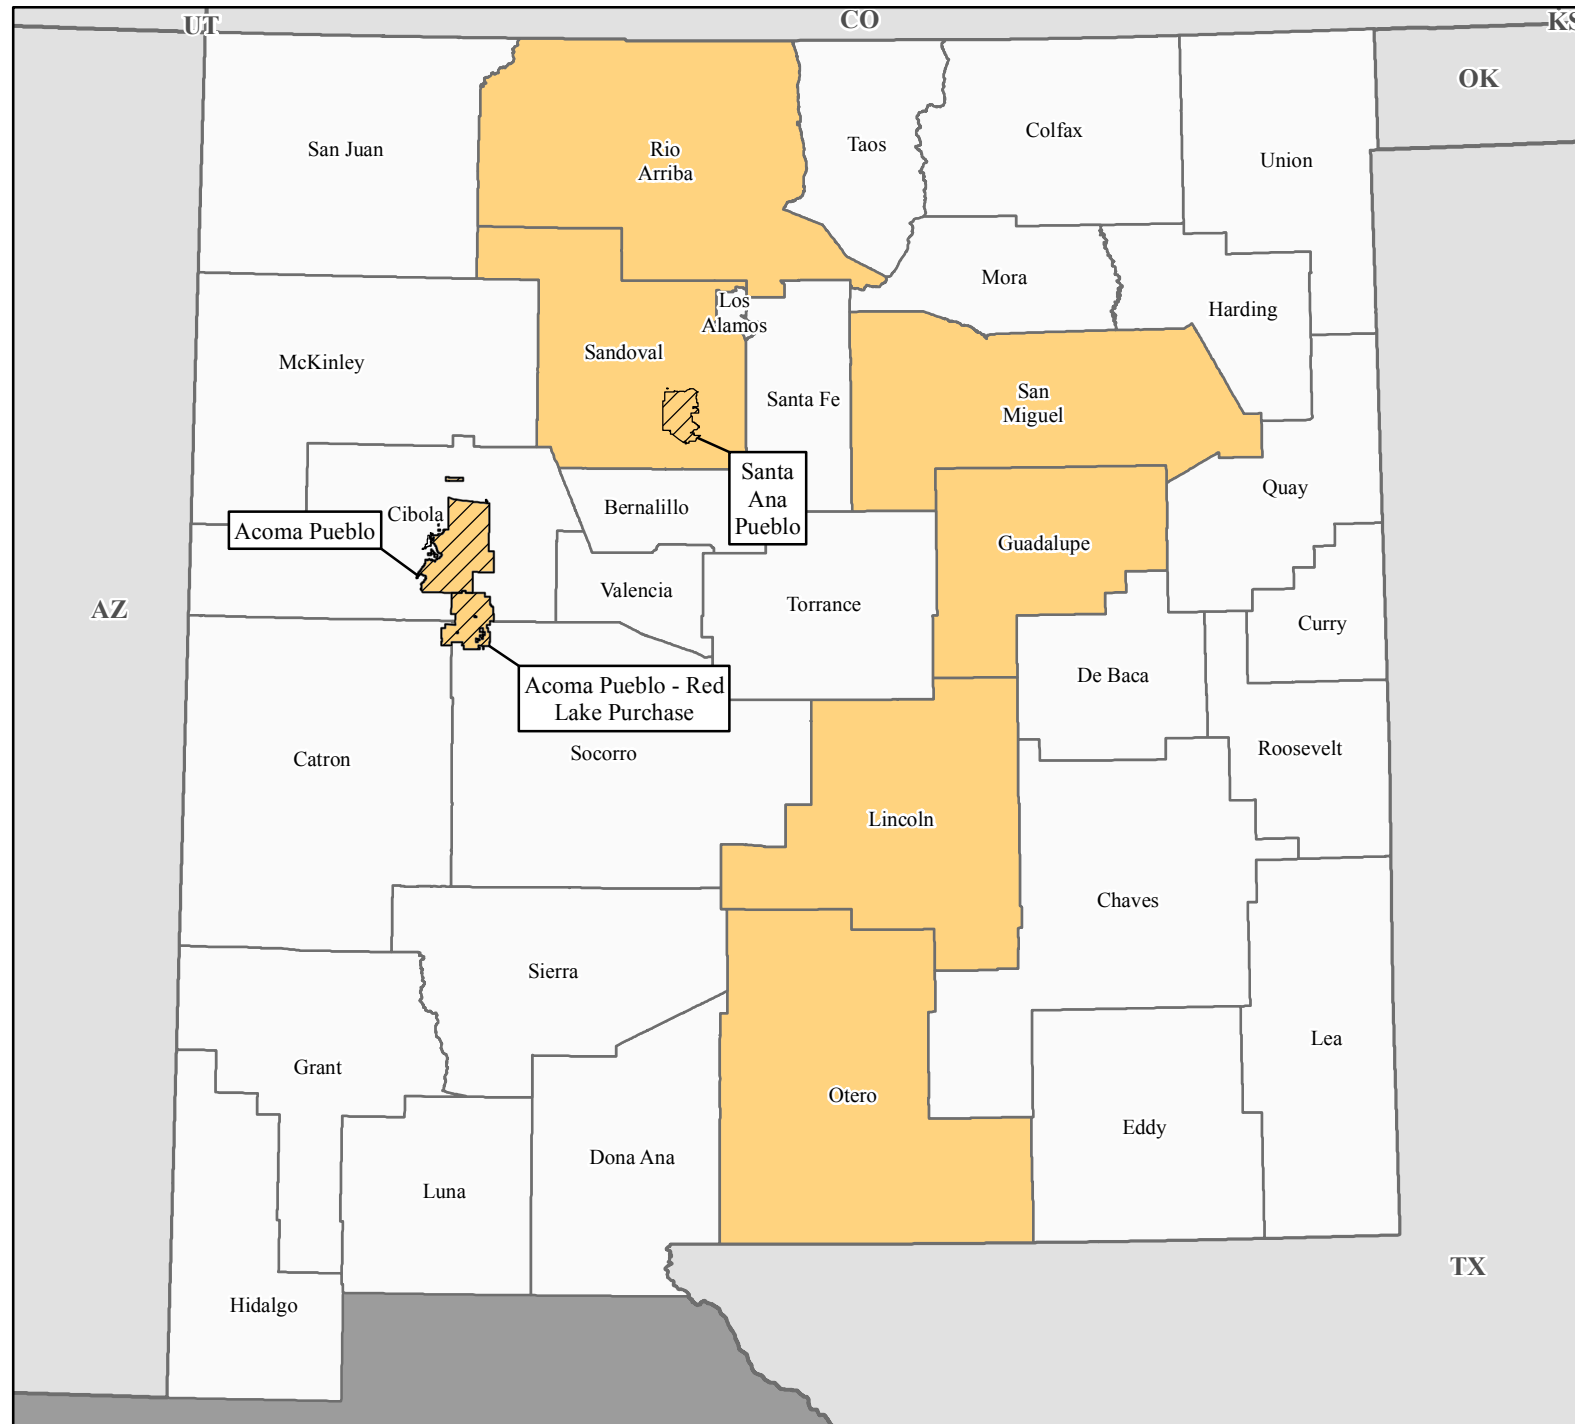 UT
CO
KS
OK
San Juan
Rio
Arriba
Taos
Colfax
Union
Mora
Harding
Los
Alamos
McKinley
Sandoval
Santa Fe
San
Miguel
Santa
Ana
Pueblo
Quay
Cibola
Bernalillo
Acoma Pueblo
Guadalupe
AZ
Valencia
Torrance
Curry
De Baca
Acoma Pueblo - Red
Lake Purchase
Socorro
Roosevelt
Catron
Lincoln
Chaves
Sierra
Lea
Grant
Otero
Eddy
Dona Ana
Luna
TX
Hidalgo